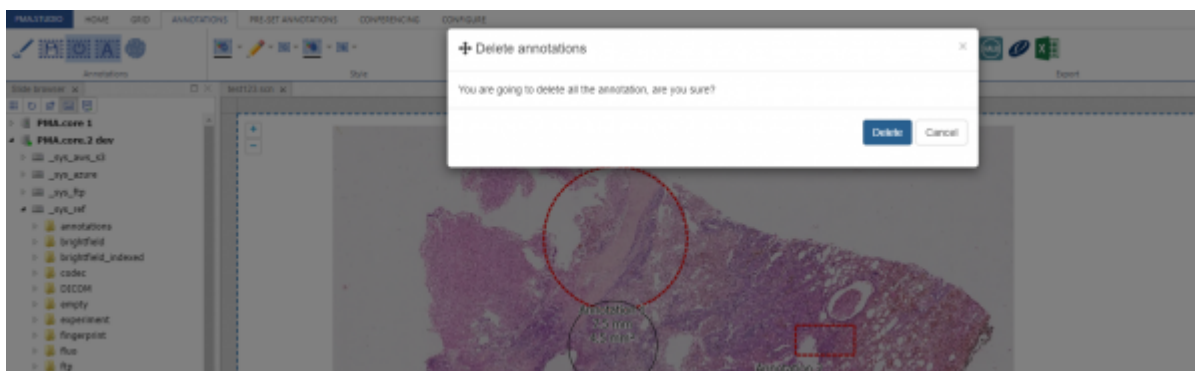 PMA.STUDIO HOME GRID ANNOTATIONS PRE-SET ANNOTATIONS CONFERENCING CONFIGURE
Annotations Style Export
Delete annotations
You are going to delete all the annotation, are you sure?
Delete Cancel
Slide browser
test123.scn
PMA.core 1
PMA.core.2 dev
_sys_aws_s3
_sys_azure
_sys_ftp
_sys_ref
annotations
brightfield
brightfield_indexed
codec
DICOM
empty
experiment
fingerprint
fluo
ftp